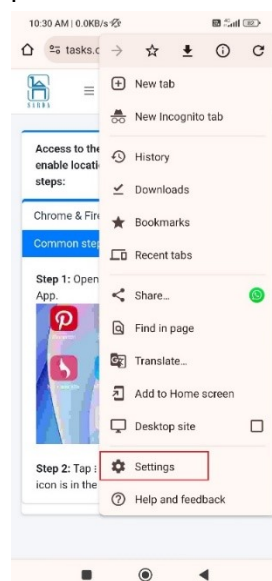 10:30 AM | 0.0KB/s
tasks.c
New tab
New Incognito tab
History
Downloads
Bookmarks
Recent tabs
Share...
Find in page
Translate...
Add to Home screen
Desktop site
Settings
Help and feedback
Access to the
enable locati
steps:
Chrome & Fire
Common step
Step 1: Open
App.
Step 2: Tap
icon is in the